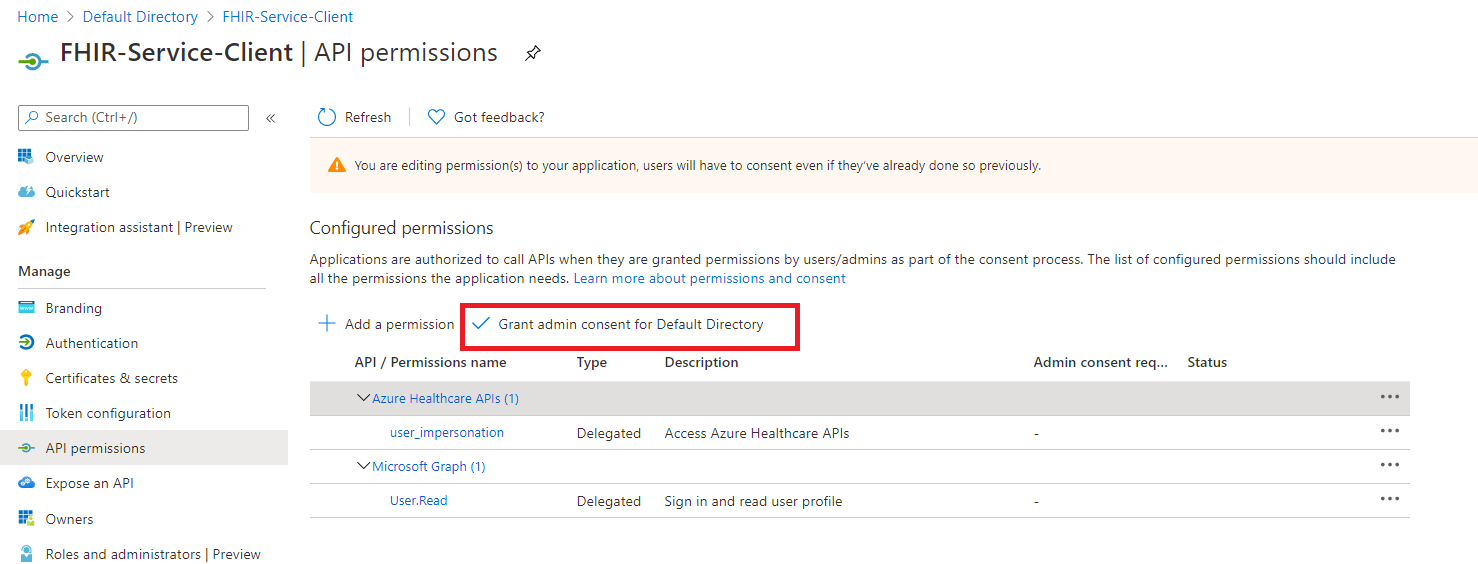 Home > Default Directory > FHIR-Service-Client
FHIR-Service-Client | API permissions
Search (Ctrl+/)
«
Refresh
Got feedback?
Overview
Quickstart
Integration assistant | Preview
Manage
Branding
Authentication
Certificates & secrets
Token configuration
API permissions
Expose an API
Owners
Roles and administrators | Preview
You are editing permission(s) to your application, users will have to consent even if they've already done so previously.
Configured permissions
Applications are authorized to call APIs when they are granted permissions by users/admins as part of the consent process. The list of configured permissions should include
all the permissions the application needs. Learn more about permissions and consent
Add a permission Grant admin consent for Default Directory
API / Permissions name Type Description Admin consent req... Status
Azure Healthcare APIs (1) ...
user_impersonation Delegated Access Azure Healthcare APIs - ...
Microsoft Graph (1) ...
User.Read Delegated Sign in and read user profile - ...